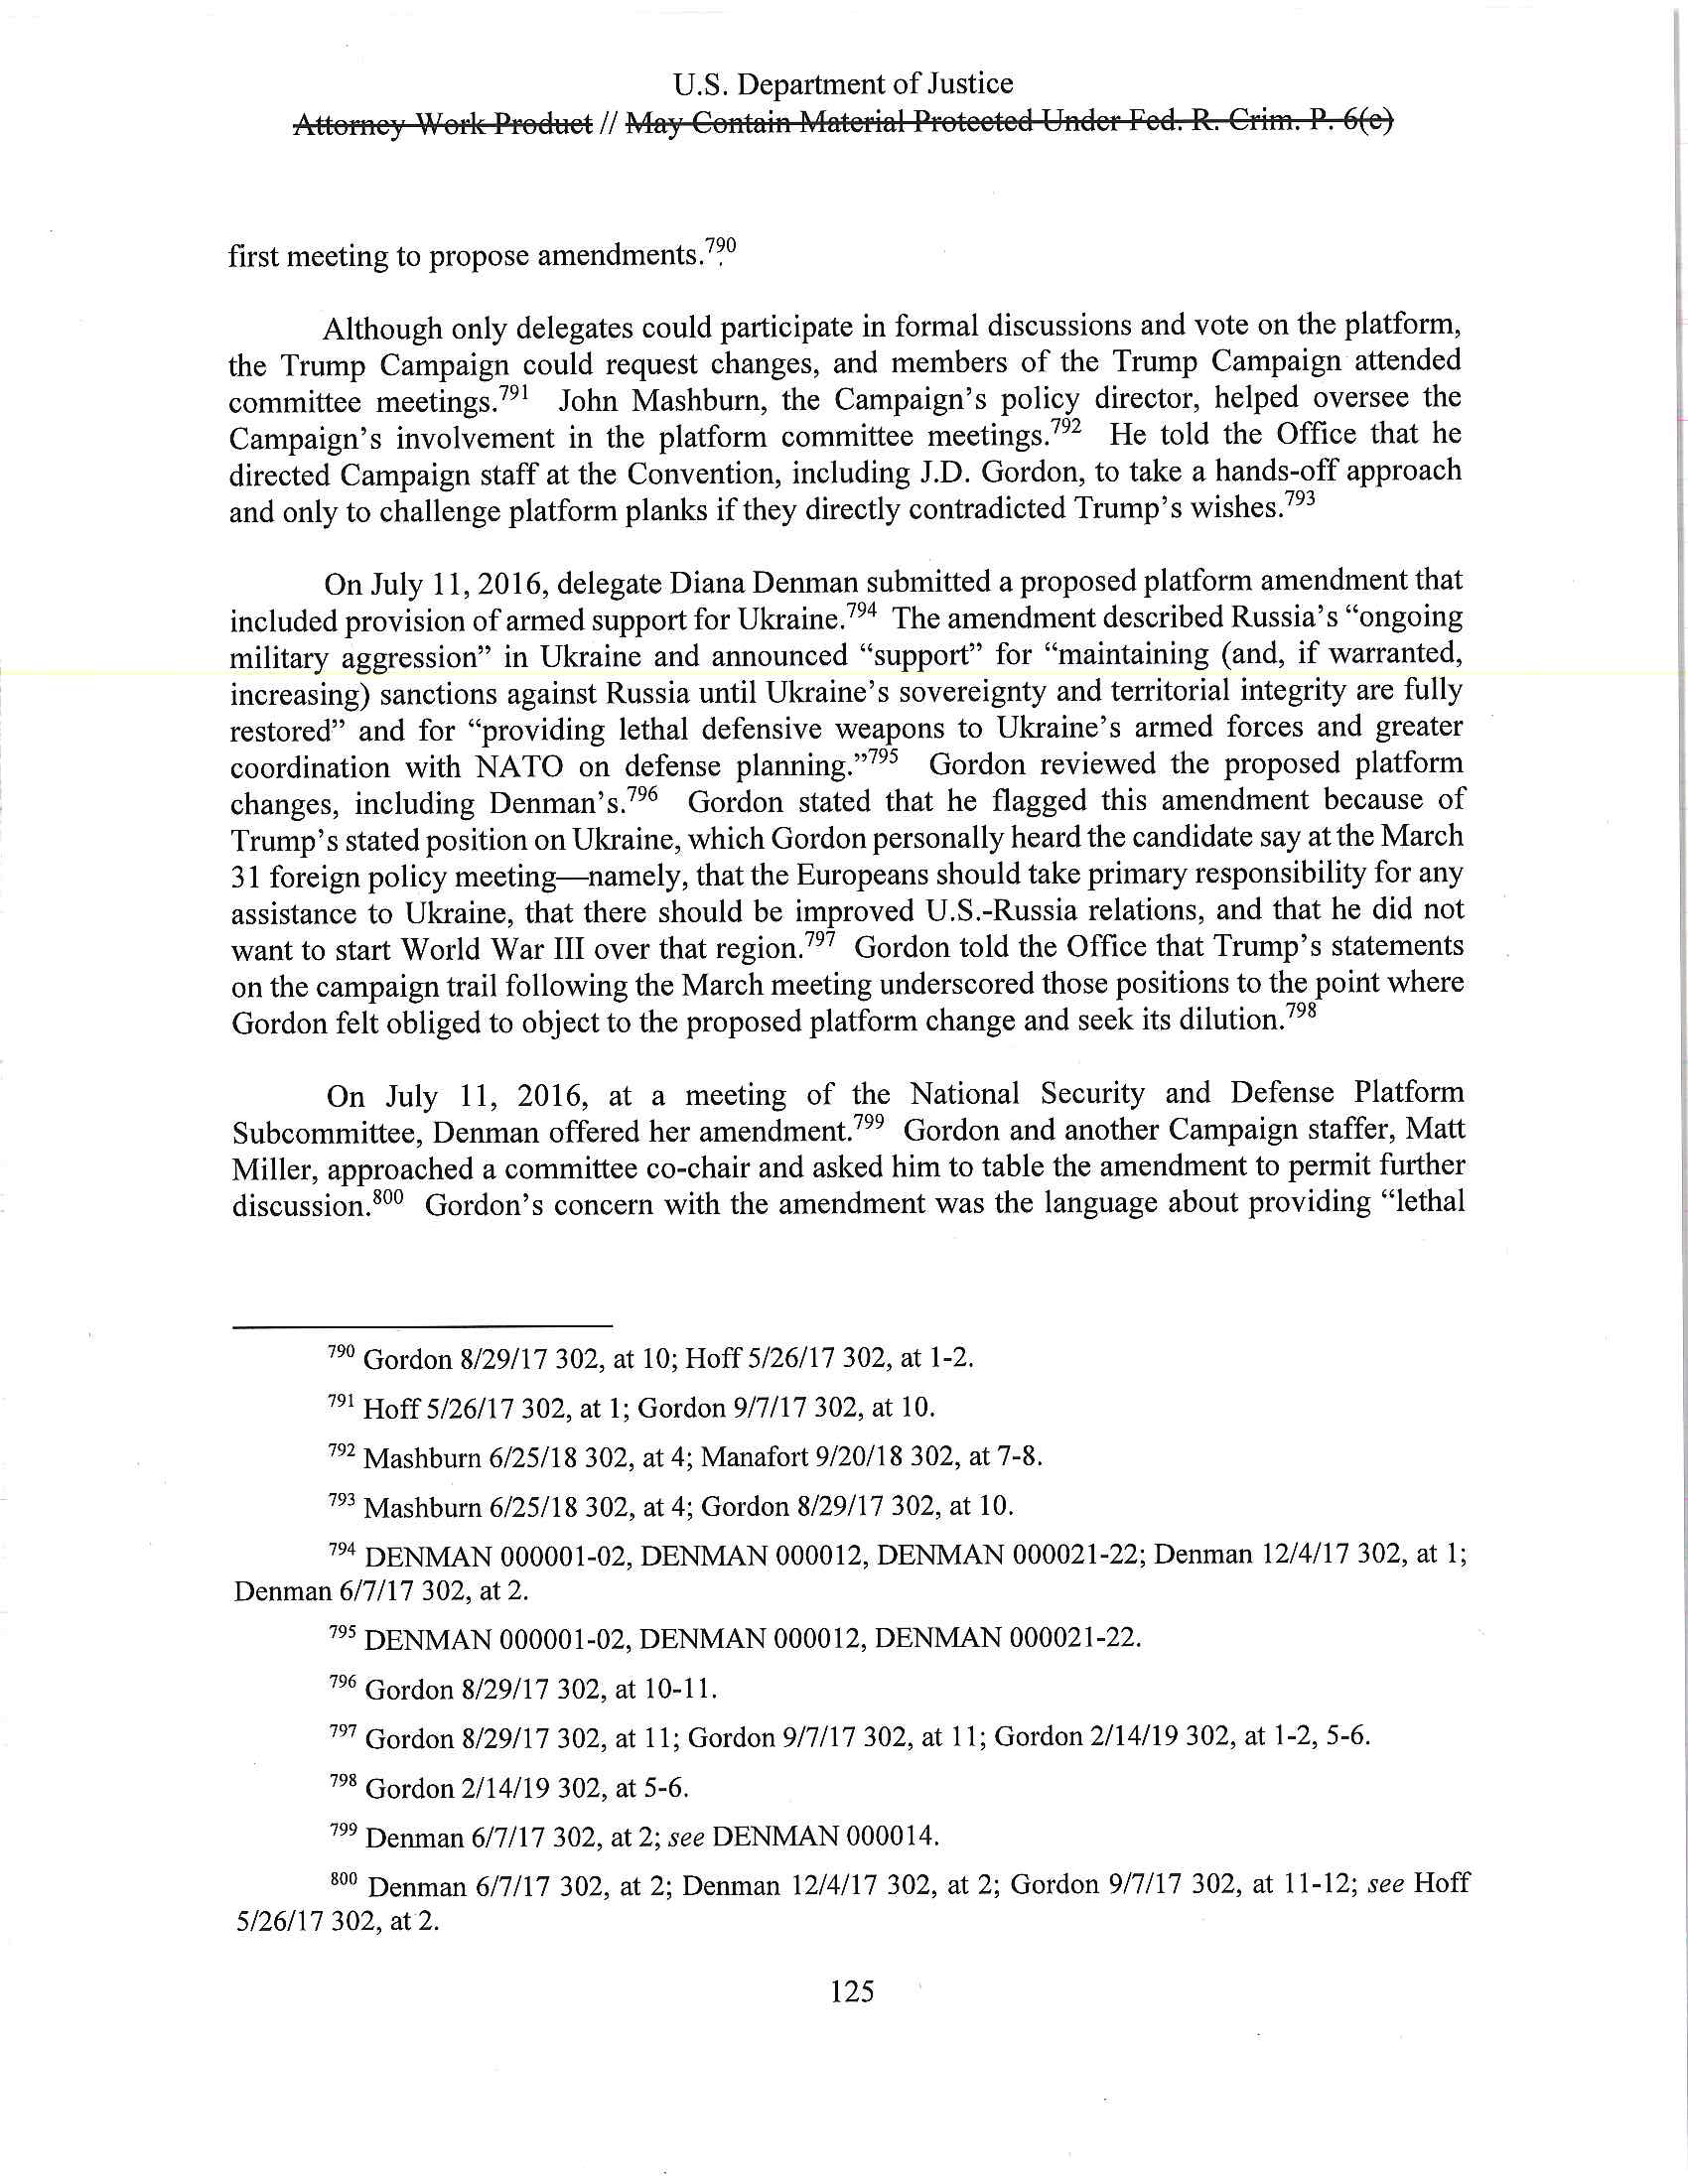 U.S. Department of Justice
Attorney Work Product // May Contain Material Protected Under Fed. R. Crim. P. 6(e)
first meeting to propose amendments.790
Although only delegates could participate in formal discussions and vote on the platform,
the Trump Campaign could request changes, and members of the Trump Campaign attended
committee meetings.791 John Mashburn, the Campaign's policy director, helped oversee the
Campaign's involvement in the platform committee meetings.792 He told the Office that he
directed Campaign staff at the Convention, including J.D. Gordon, to take a hands-off approach
and only to challenge platform planks if they directly contradicted Trump's wishes.793
On July 11, 2016, delegate Diana Denman submitted a proposed platform amendment that
included provision of armed support for Ukraine.794 The amendment described Russia's “ongoing
military aggression” in Ukraine and announced “support” for “maintaining (and, if warranted,
increasing) sanctions against Russia until Ukraine's sovereignty and territorial integrity are fully
restored” and for “providing lethal defensive weapons to Ukraine's armed forces and greater
coordination with NATO on defense planning.”795 Gordon reviewed the proposed platform
changes, including Denman's.796 Gordon stated that he flagged this amendment because of
Trump's stated position on Ukraine, which Gordon personally heard the candidate say at the March
31 foreign policy meeting—namely, that the Europeans should take primary responsibility for any
assistance to Ukraine, that there should be improved U.S.-Russia relations, and that he did not
want to start World War III over that region.797 Gordon told the Office that Trump's statements
on the campaign trail following the March meeting underscored those positions to the point where
Gordon felt obliged to object to the proposed platform change and seek its dilution.798
On July 11, 2016, at a meeting of the National Security and Defense Platform
Subcommittee, Denman offered her amendment.799 Gordon and another Campaign staffer, Matt
Miller, approached a committee co-chair and asked him to table the amendment to permit further
discussion.800 Gordon's concern with the amendment was the language about providing “lethal
790 Gordon 8/29/17 302, at 10; Hoff 5/26/17 302, at 1-2.
791 Hoff 5/26/17 302, at 1; Gordon 9/7/17 302, at 10.
792 Mashburn 6/25/18 302, at 4; Manafort 9/20/18 302, at 7-8.
793 Mashburn 6/25/18 302, at 4; Gordon 8/29/17 302, at 10.
794 DENMAN 000001-02, DENMAN 000012, DENMAN 000021-22; Denman 12/4/17 302, at 1;
Denman 6/7/17 302, at 2.
795 DENMAN 000001-02, DENMAN 000012, DENMAN 000021-22.
796 Gordon 8/29/17 302, at 10-11.
797 Gordon 8/29/17 302, at 11; Gordon 9/7/17 302, at 11; Gordon 2/14/19 302, at 1-2, 5-6.
798 Gordon 2/14/19 302, at 5-6.
799 Denman 6/7/17 302, at 2; see DENMAN 000014.
800 Denman 6/7/17 302, at 2; Denman 12/4/17 302, at 2; Gordon 9/7/17 302, at 11-12; see Hoff
5/26/17 302, at 2.
125